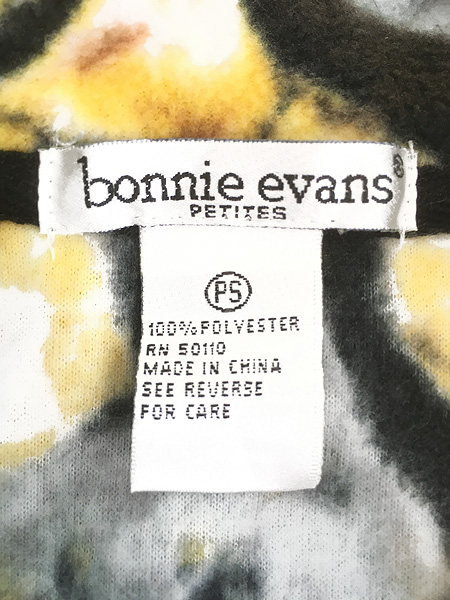 bonnie evans®
PETITES
PS
100% POLYESTER
RN 50110
MADE IN CHINA
SEE REVERSE
FOR CARE